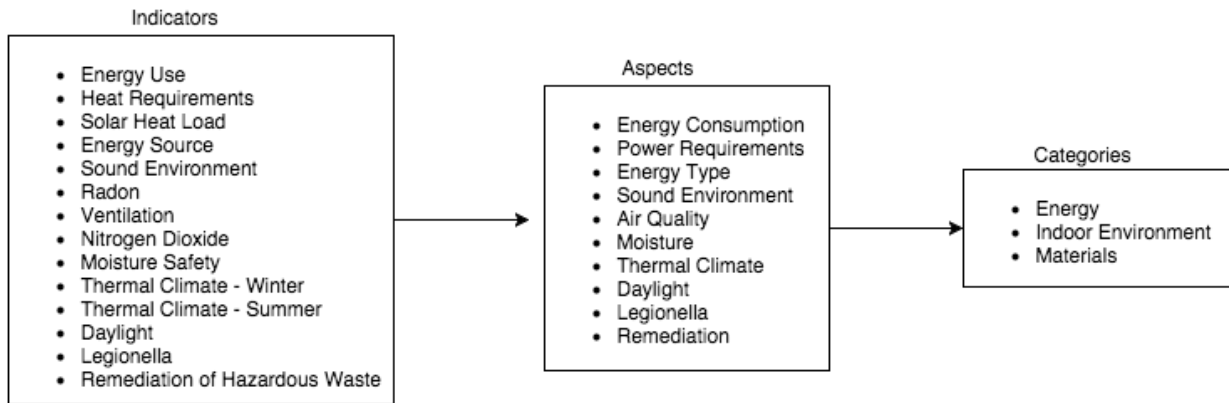 Indicators
• Energy Use
• Heat Requirements
• Solar Heat Load
• Energy Source
• Sound Environment
• Radon
• Ventilation
• Nitrogen Dioxide
• Moisture Safety
• Thermal Climate - Winter
• Thermal Climate - Summer
• Daylight
• Legionella
• Remediation of Hazardous Waste
Aspects
• Energy Consumption
• Power Requirements
• Energy Type
• Sound Environment
• Air Quality
• Moisture
• Thermal Climate
• Daylight
• Legionella
• Remediation
Categories
• Energy
• Indoor Environment
• Materials